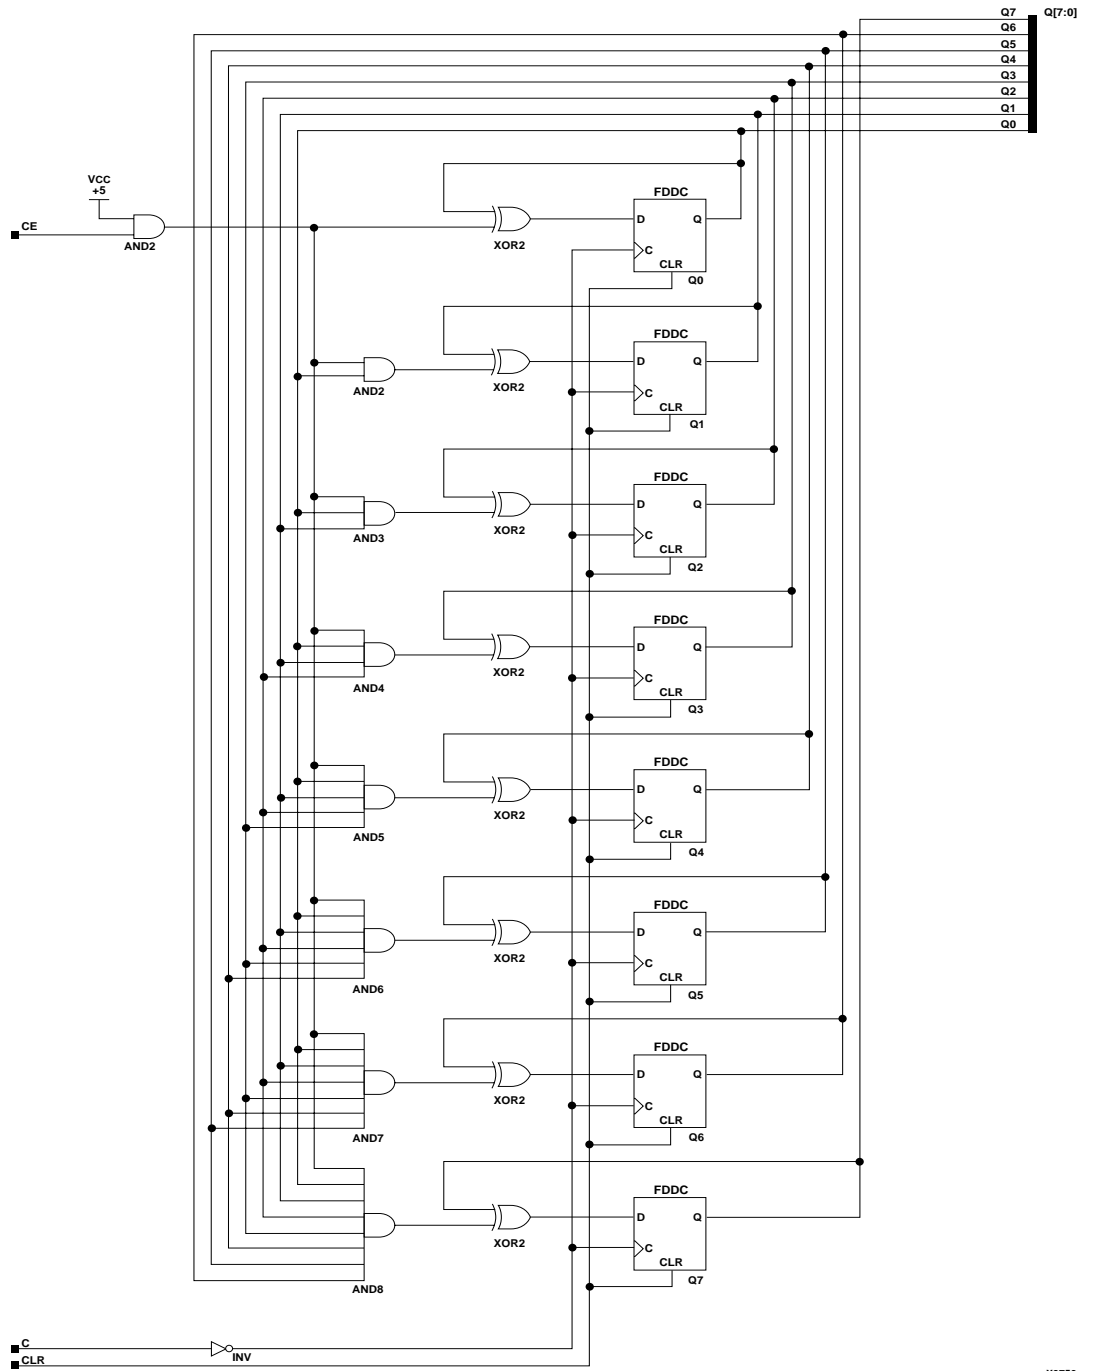 Q7 Q[7:0]
Q6
Q5
Q4
Q3
Q2
Q1
Q0
VCC
+5
CE
AND2
XOR2
FDDC
D Q
C
CLR
Q0
AND2
XOR2
FDDC
D Q
C
CLR
Q1
AND3
XOR2
FDDC
D Q
C
CLR
Q2
AND4
XOR2
FDDC
D Q
C
CLR
Q3
AND5
XOR2
FDDC
D Q
C
CLR
Q4
AND6
XOR2
FDDC
D Q
C
CLR
Q5
AND7
XOR2
FDDC
D Q
C
CLR
Q6
AND8
XOR2
FDDC
D Q
C
CLR
Q7
C
INV
CLR